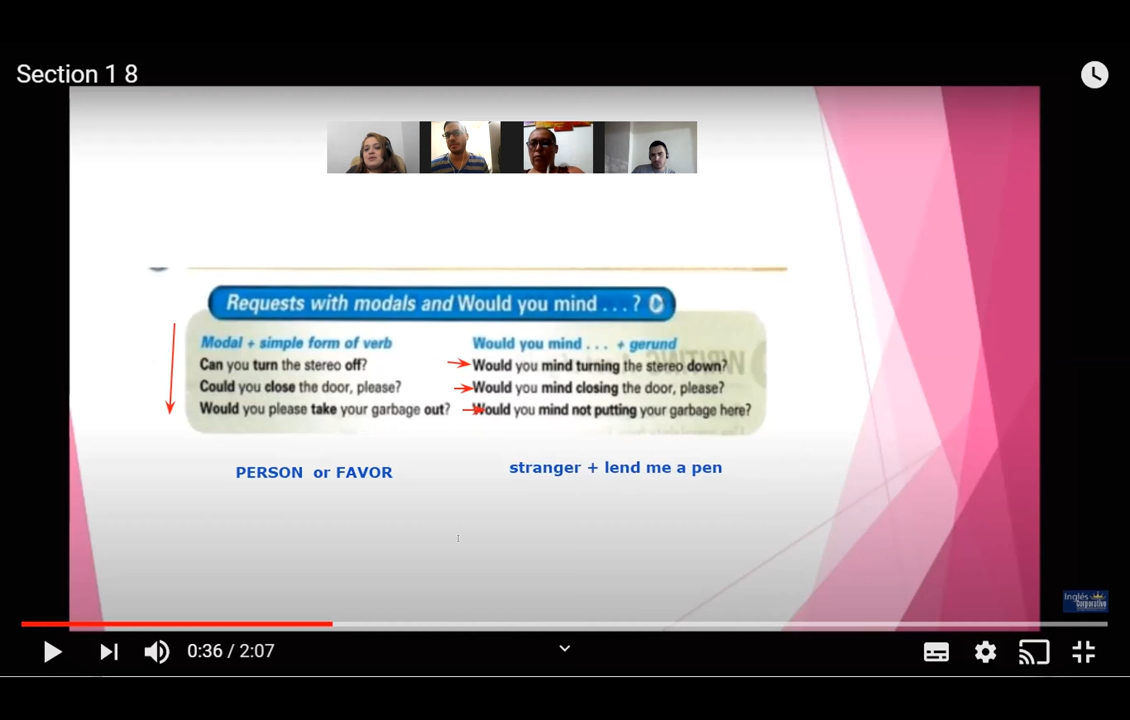 Section 1 8
Requests with modals and Would you mind . . . ?
Modal + simple form of verb
Can you turn the stereo off?
Could you close the door, please?
Would you please take your garbage out?
Would you mind . . . + gerund
Would you mind turning the stereo down?
Would you mind closing the door, please?
Would you mind not putting your garbage here?
PERSON or FAVOR
stranger + lend me a pen
Inglés
Corporativo
0:36 / 2:07